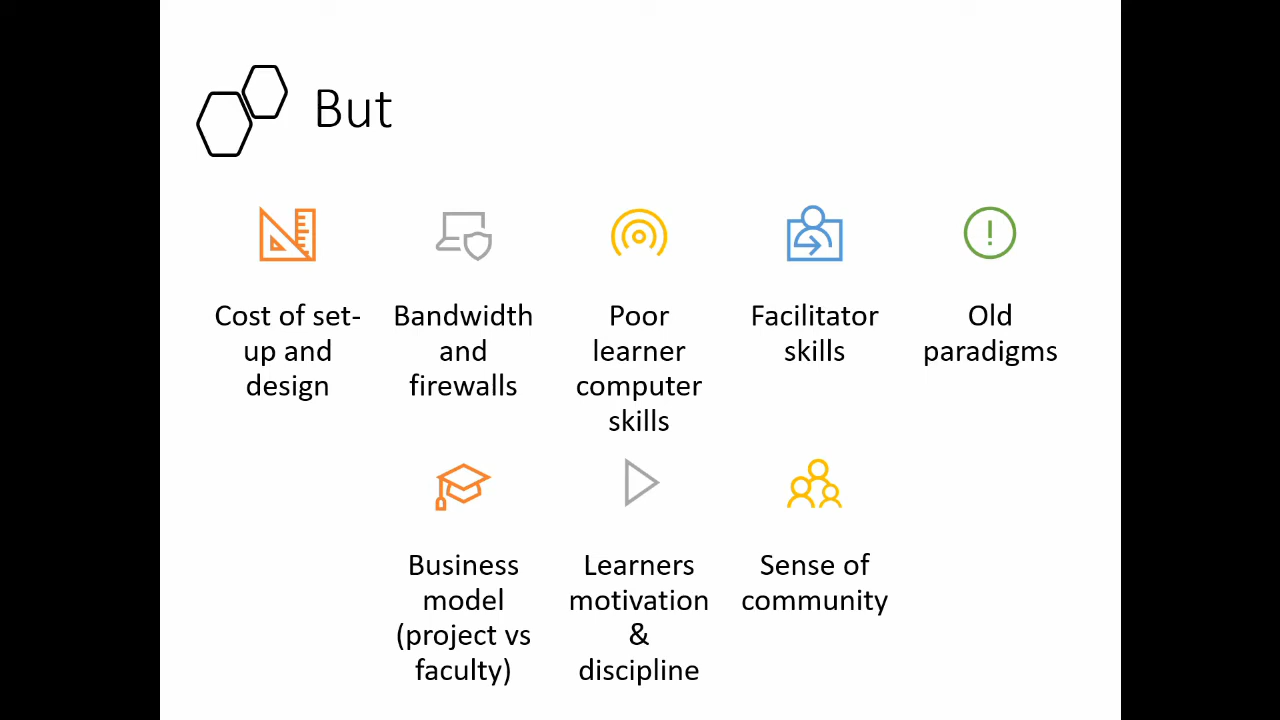 But
Cost of set-
up and
design
Bandwidth
and
firewalls
Poor
learner
computer
skills
Facilitator
skills
Old
paradigms
Business
model
(project vs
faculty)
Learners
motivation
&
discipline
Sense of
community